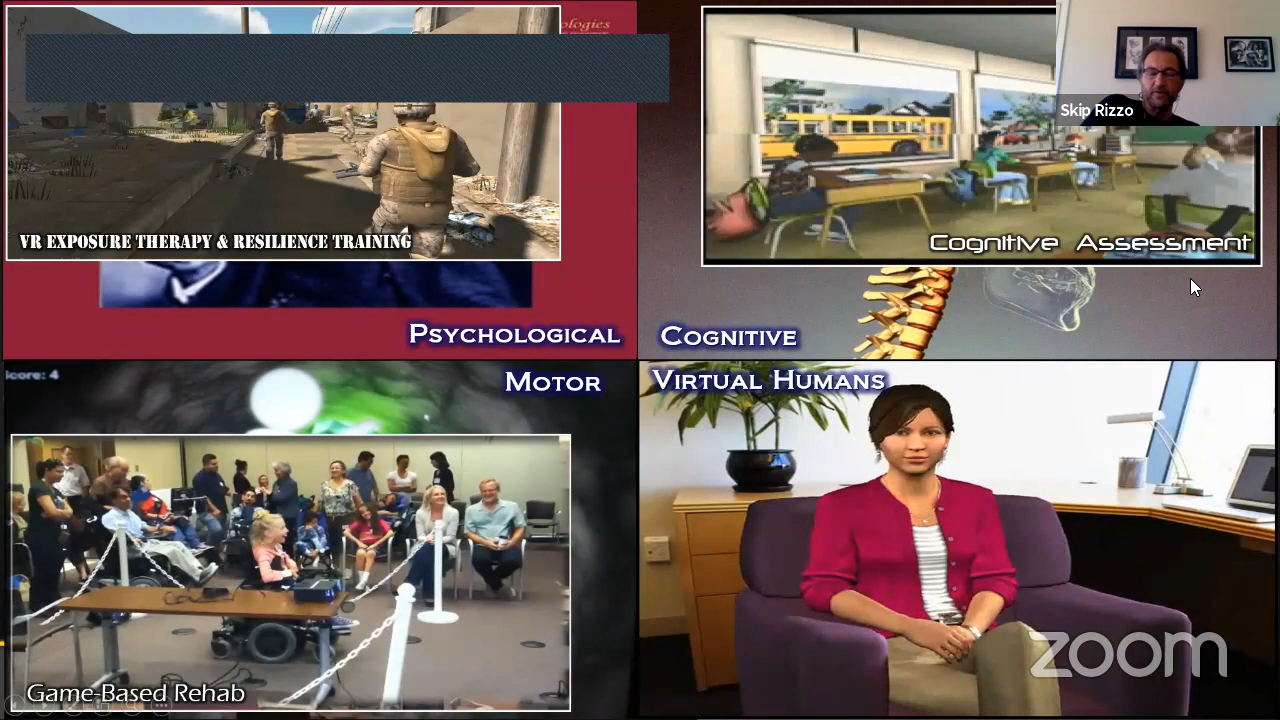 ologies
Skip Rizzo
VR EXPOSURE THERAPY & RESILIENCE TRAINING
Cognitive Assessment
PSYCHOLOGICAL
COGNITIVE
MOTOR
VIRTUAL HUMANS
core: 4
Game-Based Rehab
zoom